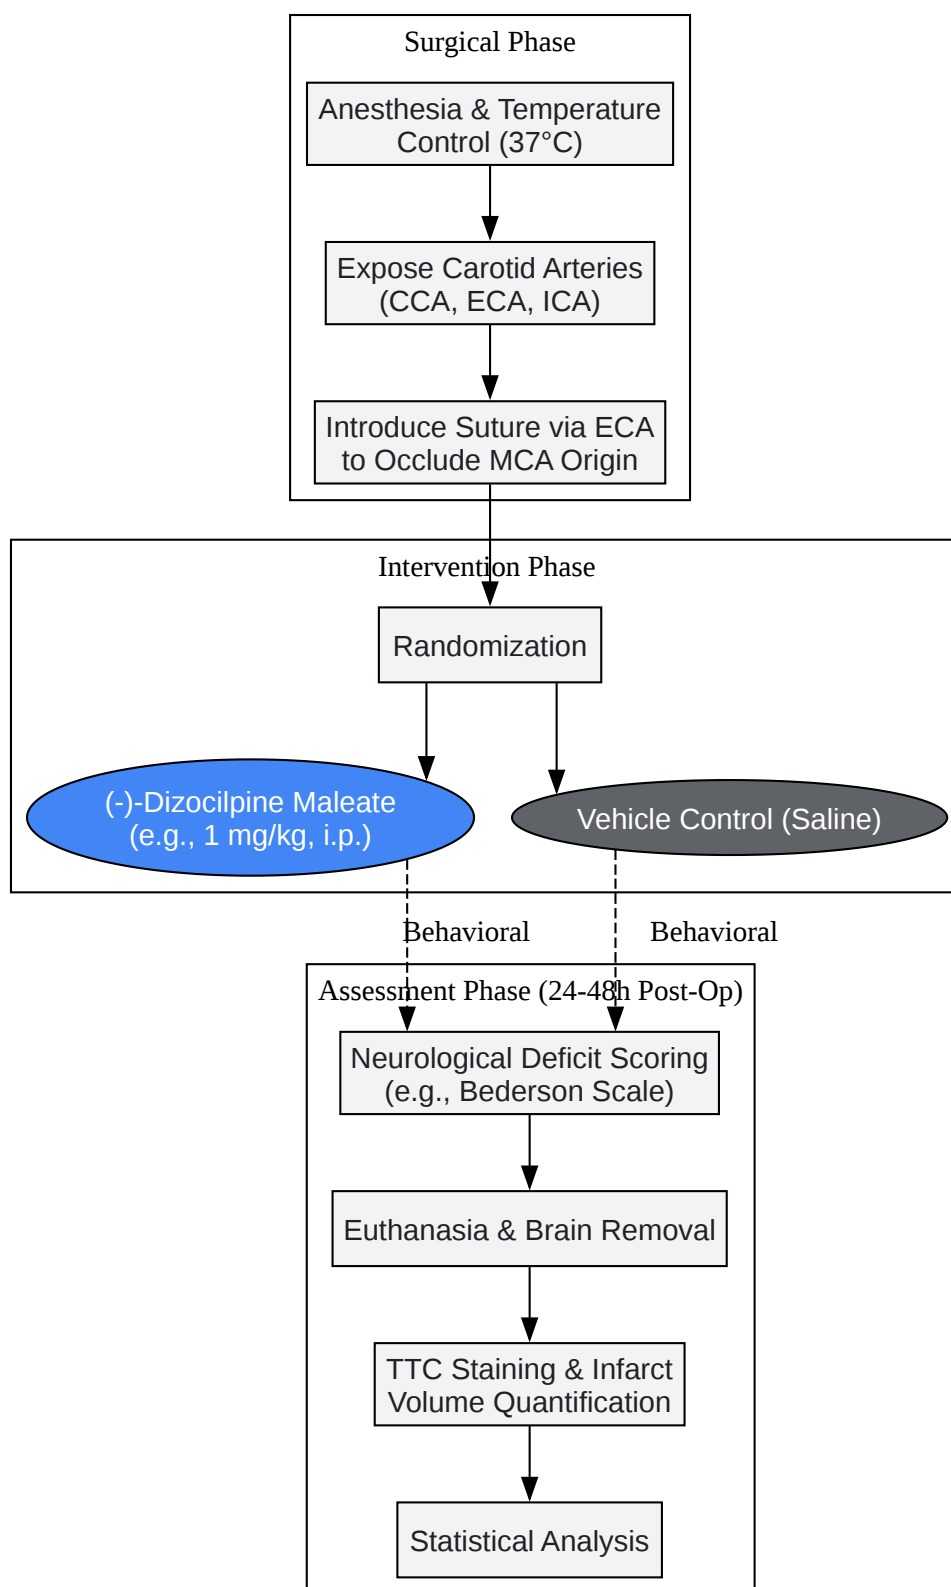 Surgical Phase
Anesthesia & Temperature
Control (37°C)
Expose Carotid Arteries
(CCA, ECA, ICA)
Introduce Suture via ECA
to Occlude MCA Origin
Intervention Phase
Randomization
(-)-Dizocilpine Maleate
(e.g., 1 mg/kg, i.p.)
Vehicle Control (Saline)
Behavioral
Behavioral
Assessment Phase (24-48h Post-Op)
Neurological Deficit Scoring
(e.g., Bederson Scale)
Euthanasia & Brain Removal
TTC Staining & Infarct
Volume Quantification
Statistical Analysis